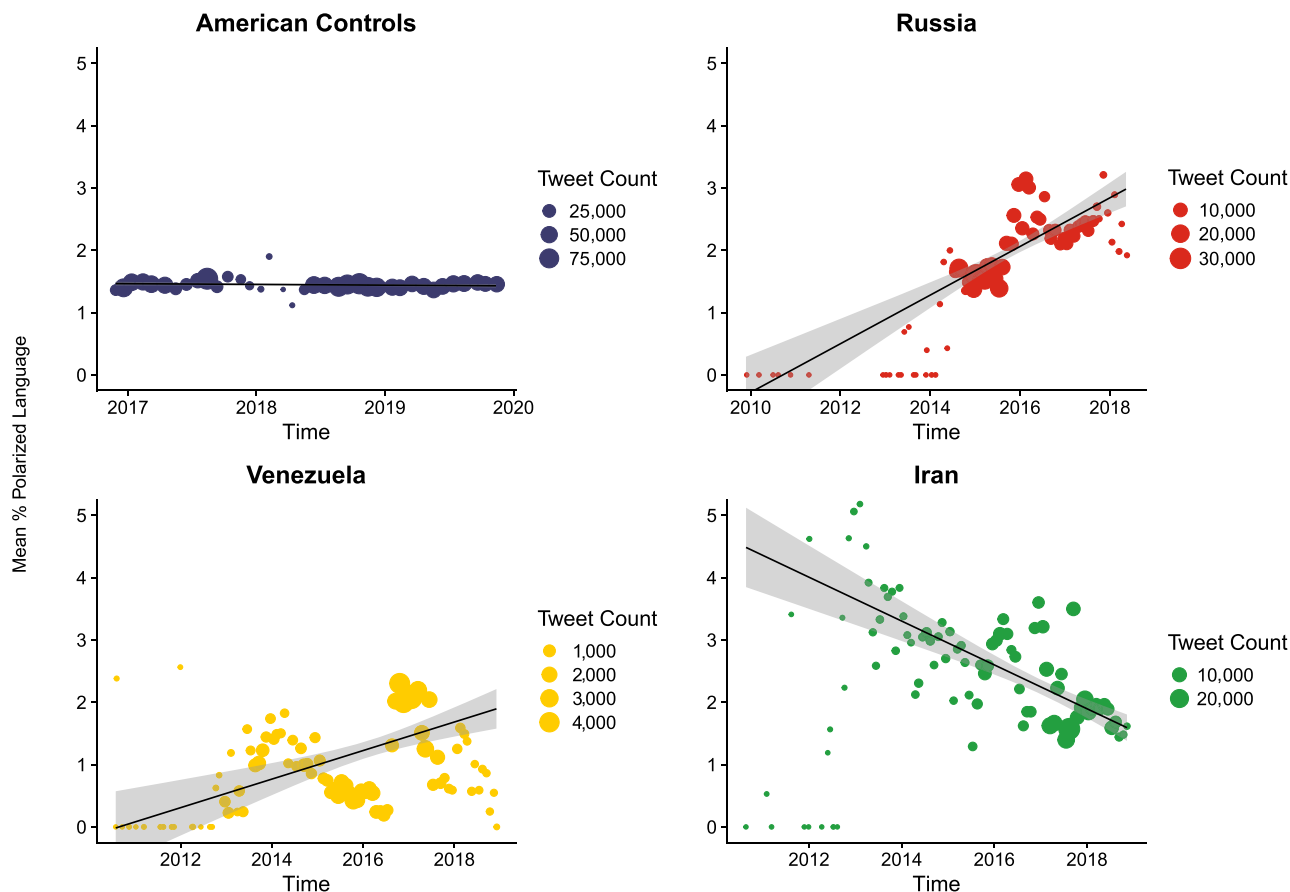 Mean % Polarized Language
American Controls
5
4
3
2
1
0
2017 2018 2019 2020
Time
Tweet Count
25,000
50,000
75,000
Russia
5
4
3
2
1
0
2010 2012 2014 2016 2018
Time
Tweet Count
10,000
20,000
30,000
Venezuela
5
4
3
2
1
0
2012 2014 2016 2018
Time
Tweet Count
1,000
2,000
3,000
4,000
Iran
5
4
3
2
1
0
2012 2014 2016 2018
Time
Tweet Count
10,000
20,000